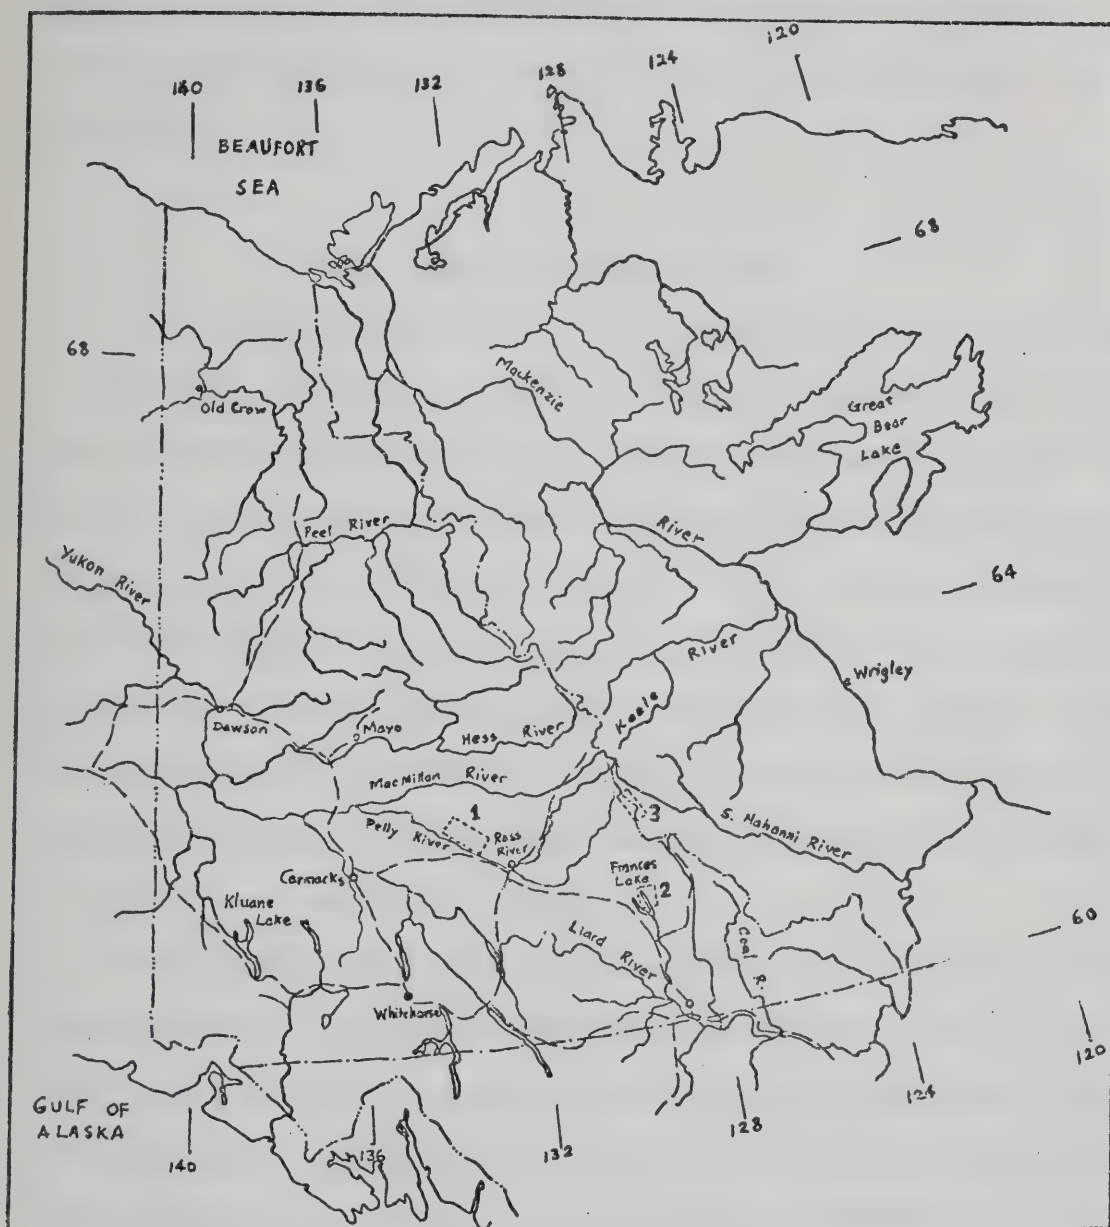 120
124
128
132
136
140
BEAUFORT
SEA
68
68
Old Crow
Mackenzie
Great
Bear
Lake
Peel River
River
Yukon River
64
River
Wrigley
Keele
Dawson
Mayo
Hess River
MacMillan River
1
3
S. Nahanni River
Pelly River
Ross
River
Carmacks
Frances
Lake
2
Kluane
Lake
60
Liard River
Coal R.
Whitehorse
120
124
GULF OF
ALASKA
128
140
136
132